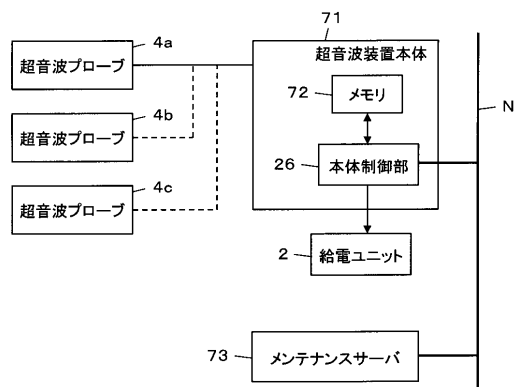 4a
超音波プローブ
4b
超音波プローブ
4c
超音波プローブ
71
超音波装置本体
72
メモリ
26
本体制御部
N
2
給電ユニット
73
メンテナンスサーバ